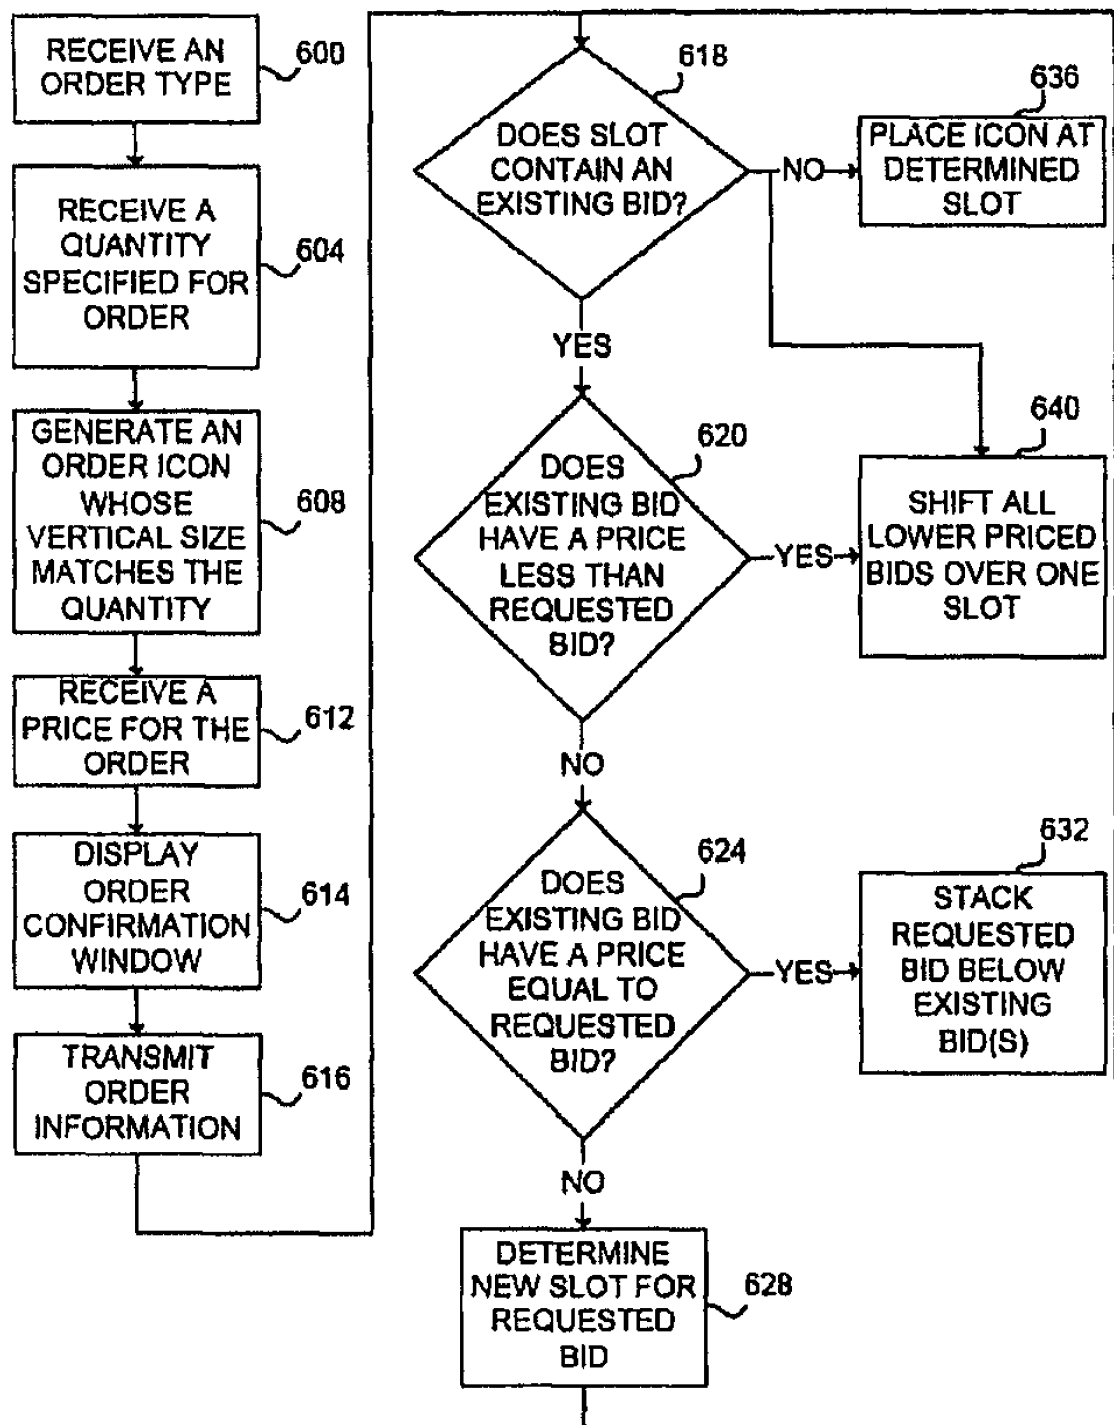 RECEIVE AN
ORDER TYPE
600
RECEIVE A
QUANTITY
SPECIFIED FOR
ORDER
604
GENERATE AN
ORDER ICON
WHOSE
VERTICAL SIZE
MATCHES THE
QUANTITY
608
RECEIVE A
PRICE FOR THE
ORDER
612
DISPLAY
ORDER
CONFIRMATION
WINDOW
614
TRANSMIT
ORDER
INFORMATION
616
DOES SLOT
CONTAIN AN
EXISTING BID?
618
NO
PLACE ICON AT
DETERMINED
SLOT
636
YES
DOES
EXISTING BID
HAVE A PRICE
LESS THAN
REQUESTED
BID?
620
YES
SHIFT ALL
LOWER PRICED
BIDS OVER ONE
SLOT
640
NO
DOES
EXISTING BID
HAVE A PRICE
EQUAL TO
REQUESTED
BID?
624
YES
STACK
REQUESTED
BID BELOW
EXISTING
BID(S)
632
NO
DETERMINE
NEW SLOT FOR
REQUESTED
BID
628